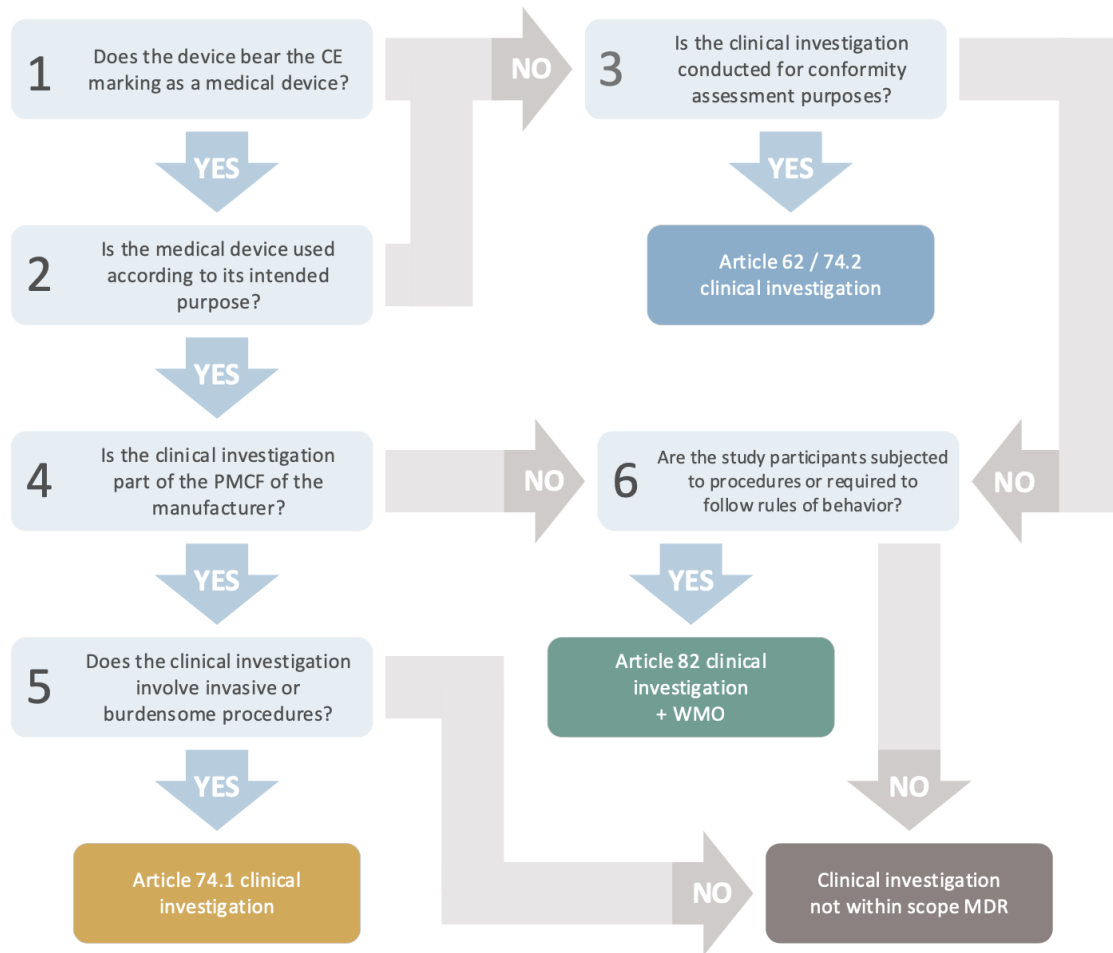 1
Does the device bear the CE
marking as a medical device?
NO
3
Is the clinical investigation
conducted for conformity
assessment purposes?
YES
YES
2
Is the medical device used
according to its intended
purpose?
Article 62 / 74.2
clinical investigation
YES
4
Is the clinical investigation
part of the PMCF of the
manufacturer?
NO
6
Are the study participants subjected
to procedures or required to
follow rules of behavior?
NO
YES
YES
5
Does the clinical investigation
involve invasive or
burdensome procedures?
Article 82 clinical
investigation
+ WMO
YES
NO
Article 74.1 clinical
investigation
NO
Clinical investigation
not within scope MDR